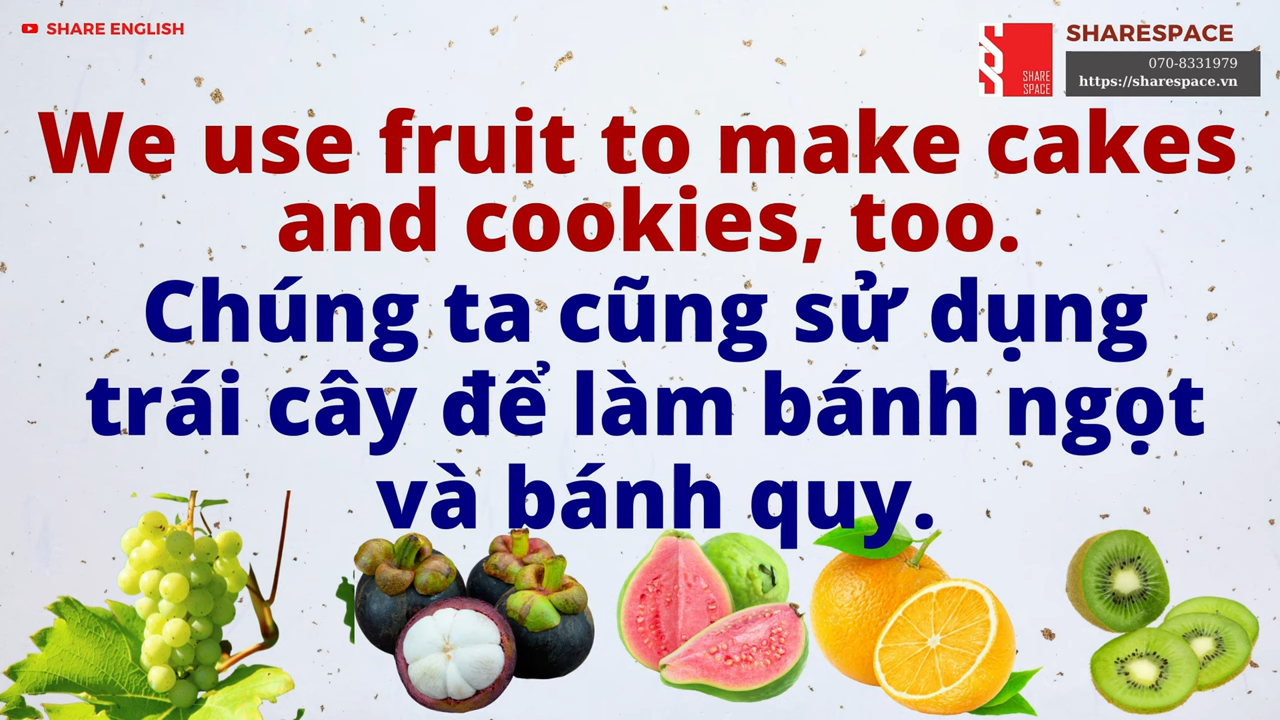 SHARE ENGLISH
SHARESPACE
070-8331979
https://sharespace.vn
SHARE
SPACE
We use fruit to make cakes
and cookies, too.
Chúng ta cũng sử dụng
trái cây để làm bánh ngọt
và bánh quy.